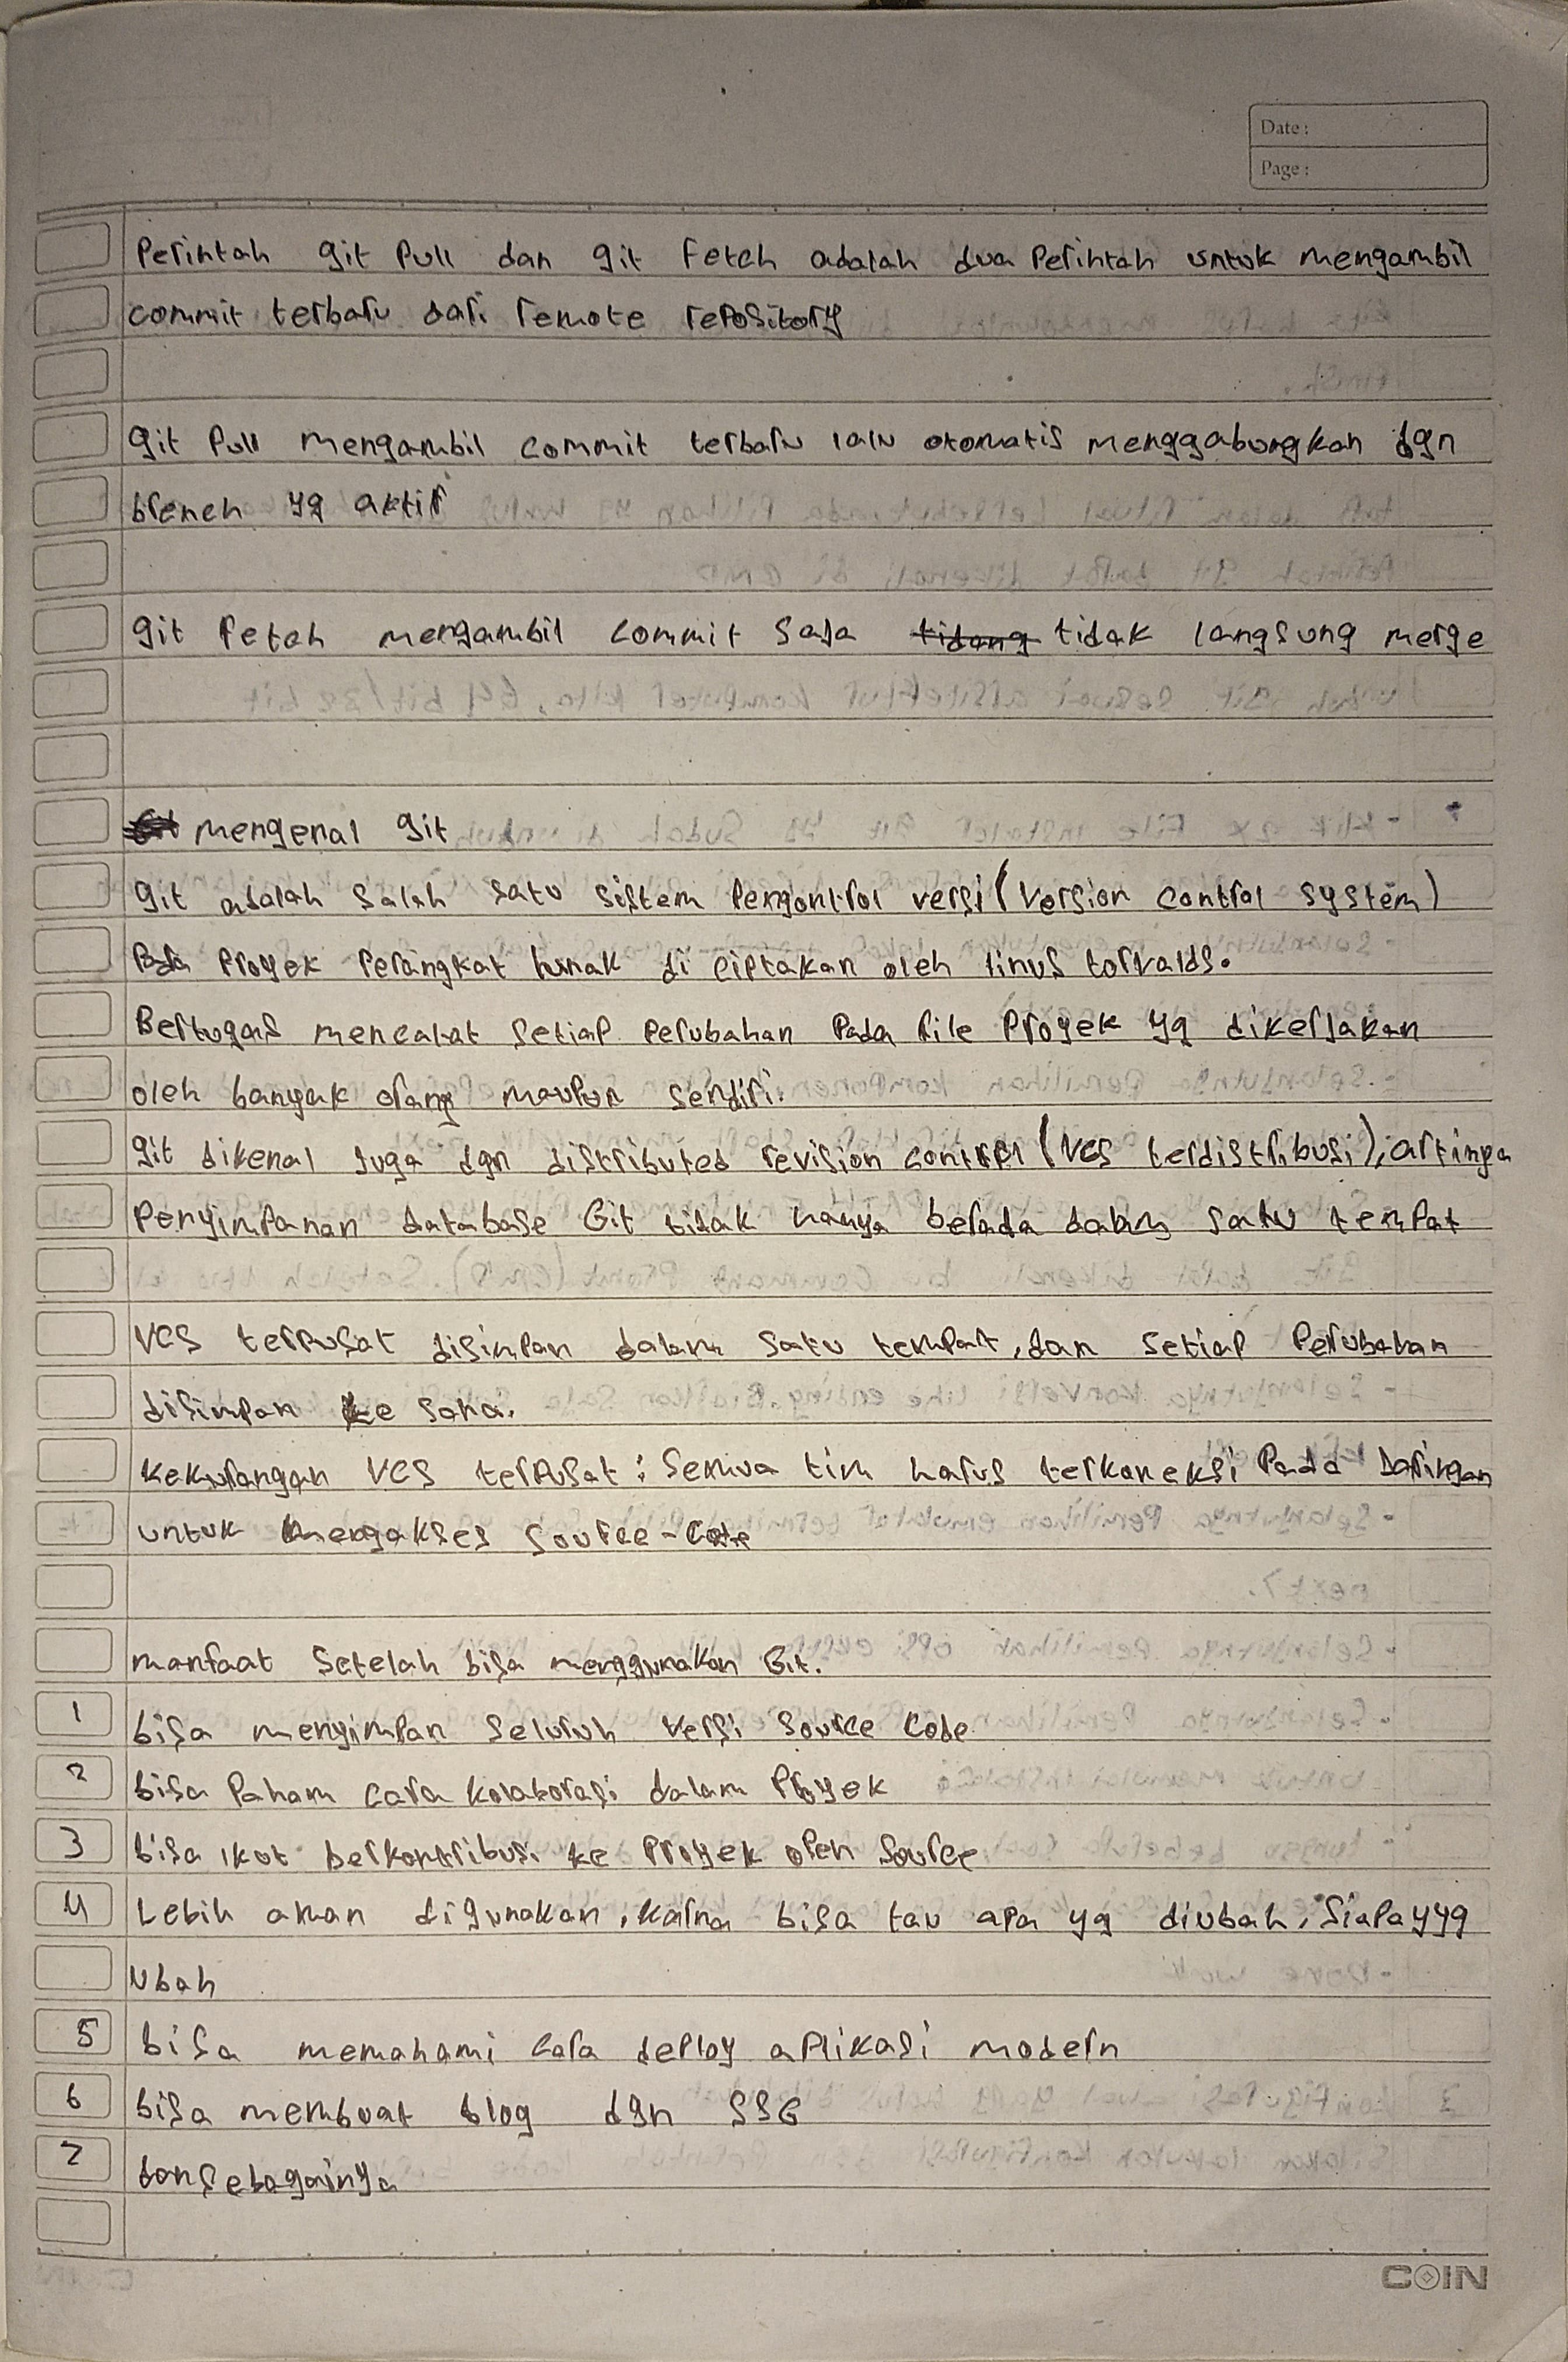 Date :
Page :
Perintah git Pull dan git Fetch adalah dua Perintah untuk mengambil
commit terbaru dari remote repository
git Pull mengambil commit terbaru lalu otomatis menggabungkan dgn
brench yg aktif
git Fetch mengambil commit saja tidang tidak langsung merge
mengenal git
git adalah salah satu sistem Pengontrol versi (Version control system)
Pada Proyek Perangkat lunak di ciptakan oleh linus torvalds.
Bertugas mencatat setiap Perubahan Pada File Proyek yg dikerjakan
oleh banyak orang maupun sendiri.
git dikenal juga dgn distributed revision control (VCS terdistribusi), artinya
Penyimpanan database Git tidak hanya berada dalam satu tempat
VCS terpusat disimpan dalam satu tempat, dan setiap Perubahan
disimpan ke sana.
Kekurangan VCS terpusat : Semua tim harus terkoneksi Pada Jaringan
untuk mengakses source-code
manfaat setelah bisa menggunakan Git.
1 bisa menyimpan seluruh versi source code
2 bisa Paham cara kolaborasi dalam Proyek
3 bisa ikut berkontribusi ke Proyek open source
4 Lebih aman digunakan, karna bisa tau apa yg diubah, siapa yyg
ubah
5 bisa memahami cara deploy aplikasi modern
6 bisa membuat blog dgn SSG
7 dan sebagainya
COIN